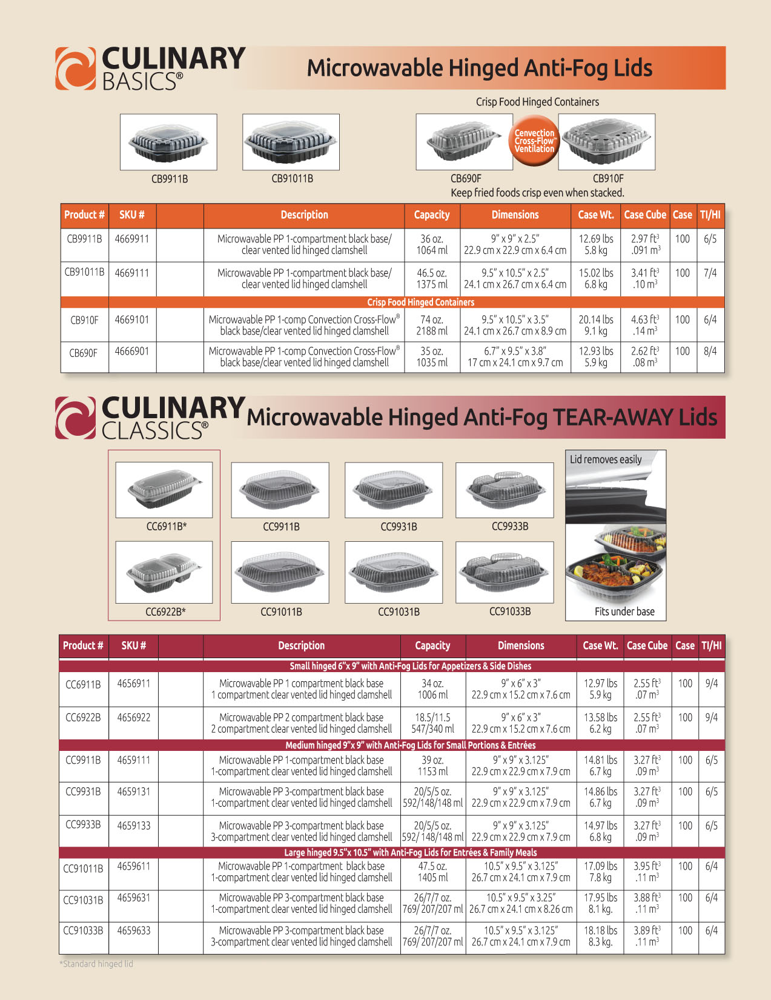 CULINARY
BASICS®
Microwavable Hinged Anti-Fog Lids
Crisp Food Hinged Containers
Cenvection
Cross-Flow™
Ventilation
CB9911B
CB91011B
CB690F
CB910F
Keep fried foods crisp even when stacked.
Product # SKU # Description Capacity Dimensions Case Wt. Case Cube Case TI/HI
CB9911B 4669911 Microwavable PP 1-compartment black base/ 36 oz. 9” x 9” x 2.5” 12.69 lbs 2.97 ft³ 100 6/5
clear vented lid hinged clamshell 1064 ml 22.9 cm x 22.9 cm x 6.4 cm 5.8 kg .091 m³
CB91011B 4669111 Microwavable PP 1-compartment black base/ 46.5 oz. 9.5” x 10.5” x 2.5” 15.02 lbs 3.41 ft³ 100 7/4
clear vented lid hinged clamshell 1375 ml 24.1 cm x 26.7 cm x 6.4 cm 6.8 kg .10 m³
Crisp Food Hinged Containers
CB910F 4669101 Microwavable PP 1-comp Convection Cross-Flow® 74 oz. 9.5” x 10.5” x 3.5” 20.14 lbs 4.63 ft³ 100 6/4
black base/clear vented lid hinged clamshell 2188 ml 24.1 cm x 26.7 cm x 8.9 cm 9.1 kg .14 m³
CB690F 4666901 Microwavable PP 1-comp Convection Cross-Flow® 35 oz. 6.7” x 9.5” x 3.8” 12.93 lbs 2.62 ft³ 100 8/4
black base/clear vented lid hinged clamshell 1035 ml 17 cm x 24.1 cm x 9.7 cm 5.9 kg .08 m³
CULINARY
CLASSICS®
Microwavable Hinged Anti-Fog TEAR-AWAY Lids
Lid removes easily
CC6911B*
CC9911B
CC9931B
CC9933B
CC6922B*
CC91011B
CC91031B
CC91033B
Fits under base
Product # SKU # Description Capacity Dimensions Case Wt. Case Cube Case TI/HI
Small hinged 6”x 9” with Anti-Fog Lids for Appetizers & Side Dishes
CC6911B 4656911 Microwavable PP 1 compartment black base 34 oz. 9” x 6” x 3” 12.97 lbs 2.55 ft³ 100 9/4
1 compartment clear vented lid hinged clamshell 1006 ml 22.9 cm x 15.2 cm x 7.6 cm 5.9 kg .07 m³
CC6922B 4656922 Microwavable PP 2 compartment black base 18.5/11.5 9” x 6” x 3” 13.58 lbs 2.55 ft³ 100 9/4
2 compartment clear vented lid hinged clamshell 547/340 ml 22.9 cm x 15.2 cm x 7.6 cm 6.2 kg .07 m³
Medium hinged 9”x 9” with Anti-Fog Lids for Small Portions & Entrées
CC9911B 4659111 Microwavable PP 1-compartment black base 39 oz. 9” x 9” x 3.125” 14.81 lbs 3.27 ft³ 100 6/5
1-compartment clear vented lid hinged clamshell 1153 ml 22.9 cm x 22.9 cm x 7.9 cm 6.7 kg .09 m³
CC9931B 4659131 Microwavable PP 3-compartment black base 20/5/5 oz. 9” x 9” x 3.125” 14.86 lbs 3.27 ft³ 100 6/5
1-compartment clear vented lid hinged clamshell 592/148/148 ml 22.9 cm x 22.9 cm x 7.9 cm 6.7 kg .09 m³
CC9933B 4659133 Microwavable PP 3-compartment black base 20/5/5 oz. 9” x 9” x 3.125” 14.97 lbs 3.27 ft³ 100 6/5
3-compartment clear vented lid hinged clamshell 592/ 148/148 ml 22.9 cm x 22.9 cm x 7.9 cm 6.8 kg .09 m³
Large hinged 9.5”x 10.5” with Anti-Fog Lids for Entrées & Family Meals
CC91011B 4659611 Microwavable PP 1-compartment black base 47.5 oz. 10.5” x 9.5” x 3.125” 17.09 lbs 3.95 ft³ 100 6/4
1-compartment clear vented lid hinged clamshell 1405 ml 26.7 cm x 24.1 cm x 7.9 cm 7.8 kg .11 m³
CC91031B 4659631 Microwavable PP 3-compartment black base 26/7/7 oz. 10.5” x 9.5” x 3.25” 17.95 lbs 3.88 ft³ 100 6/4
1-compartment clear vented lid hinged clamshell 769/ 207/207 ml 26.7 cm x 24.1 cm x 8.26 cm 8.1 kg. .11 m³
CC91033B 4659633 Microwavable PP 3-compartment black base 26/7/7 oz. 10.5” x 9.5” x 3.125” 18.18 lbs 3.89 ft³ 100 6/4
3-compartment clear vented lid hinged clamshell 769/ 207/207 ml 26.7 cm x 24.1 cm x 7.9 cm 8.3 kg. .11 m³
*Standard hinged lid